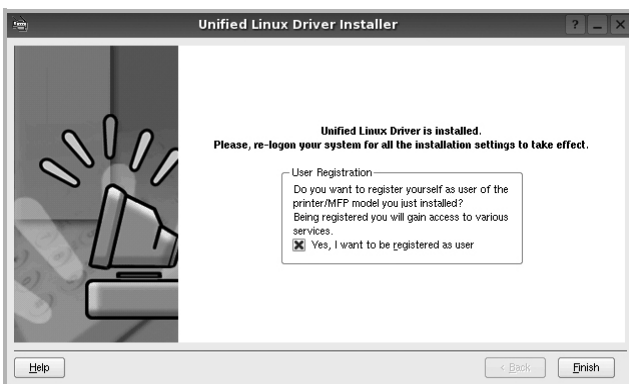 Unified Linux Driver Installer
Unified Linux Driver is installed.
Please, re-logon your system for all the installation settings to take effect.
User Registration
Do you want to register yourself as user of the
printer/MFP model you just installed?
Being registered you will gain access to various
services.
Yes, I want to be registered as user
Help
< Back
Finish